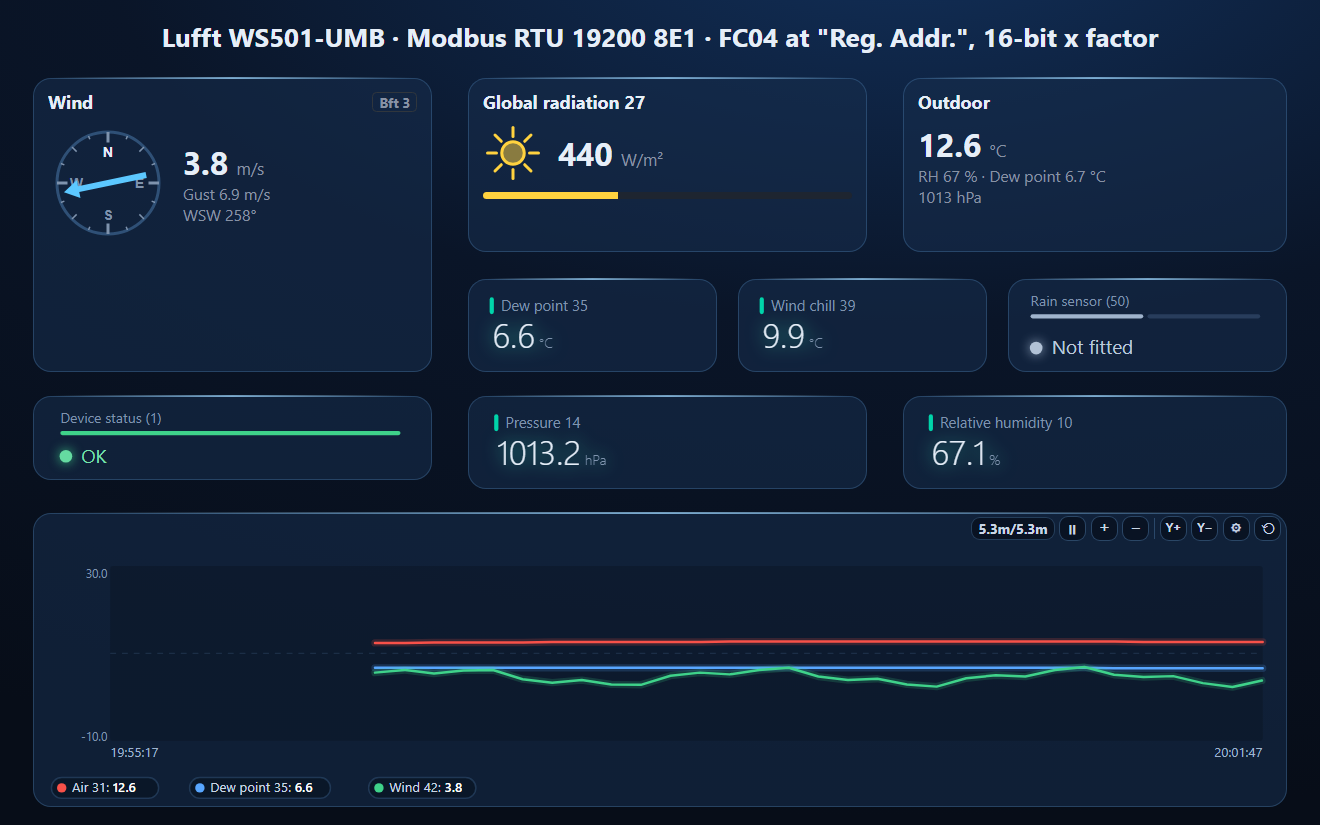 Lufft WS501-UMB · Modbus RTU 19200 8E1 · FC04 at "Reg. Addr.", 16-bit x factor
Wind
Bft 3
N
W
E
S
3.8 m/s
Gust 6.9 m/s
WSW 258°
Global radiation 27
440 W/m²
Outdoor
12.6 °C
RH 67 % · Dew point 6.7 °C
1013 hPa
Dew point 35
6.6 °C
Wind chill 39
9.9 °C
Rain sensor (50)
Not fitted
Device status (1)
OK
Pressure 14
1013.2 hPa
Relative humidity 10
67.1 %
5.3m/5.3m
+
−
Y+
Y−
30.0
-10.0
19:55:17
20:01:47
Air 31: 12.6
Dew point 35: 6.6
Wind 42: 3.8